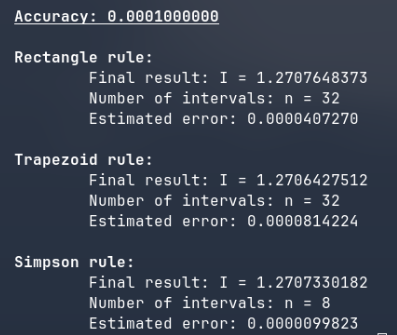 Accuracy: 0.0001000000
Rectangle rule:
Final result: I = 1.2707648373
Number of intervals: n = 32
Estimated error: 0.0000407270
Trapezoid rule:
Final result: I = 1.2706427512
Number of intervals: n = 32
Estimated error: 0.0000814224
Simpson rule:
Final result: I = 1.2707330182
Number of intervals: n = 8
Estimated error: 0.0000099823